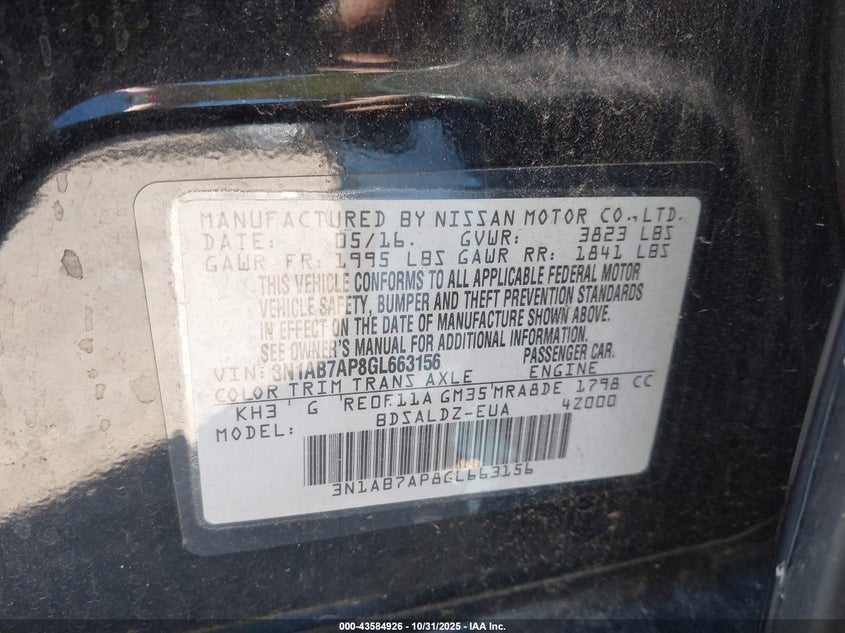 MANUFACTURED BY NISSAN MOTOR CO.,LTD.
DATE: 05/16. GVWR: 3823 LBS
GAWR FR: 1995 LBS GAWR RR: 1841 LBS
THIS VEHICLE CONFORMS TO ALL APPLICABLE FEDERAL MOTOR
VEHICLE SAFETY, BUMPER AND THEFT PREVENTION STANDARDS
IN EFFECT ON THE DATE OF MANUFACTURE SHOWN ABOVE.
SEE OWNER'S MANUAL FOR ADDITIONAL INFORMATION.
VIN: 3N1AB7AP8GL663156 PASSENGER CAR.
COLOR TRIM TRANS AXLE ENGINE
KH3 G RE0F11A GM35 MRA8DE 1798 CC
MODEL: BDSALDZ-EUA 4Z000
3N1AB7AP8GL663156
000-43584926 - 10/31/2025 - IAA Inc.